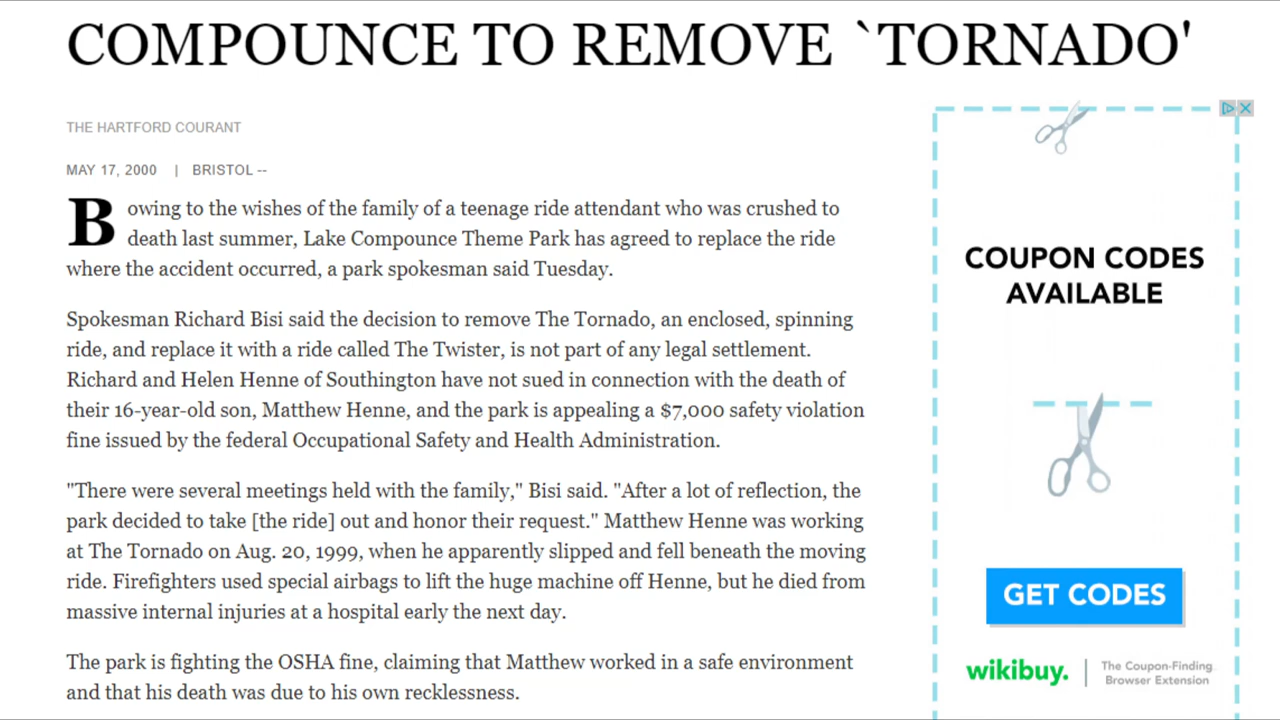 COMPOUNCE TO REMOVE `TORNADO'
THE HARTFORD COURANT
MAY 17, 2000 | BRISTOL --
Bowing to the wishes of the family of a teenage ride attendant who was crushed to
death last summer, Lake Compounce Theme Park has agreed to replace the ride
where the accident occurred, a park spokesman said Tuesday.
Spokesman Richard Bisi said the decision to remove The Tornado, an enclosed, spinning
ride, and replace it with a ride called The Twister, is not part of any legal settlement.
Richard and Helen Henne of Southington have not sued in connection with the death of
their 16-year-old son, Matthew Henne, and the park is appealing a $7,000 safety violation
fine issued by the federal Occupational Safety and Health Administration.
"There were several meetings held with the family," Bisi said. "After a lot of reflection, the
park decided to take [the ride] out and honor their request." Matthew Henne was working
at The Tornado on Aug. 20, 1999, when he apparently slipped and fell beneath the moving
ride. Firefighters used special airbags to lift the huge machine off Henne, but he died from
massive internal injuries at a hospital early the next day.
The park is fighting the OSHA fine, claiming that Matthew worked in a safe environment
and that his death was due to his own recklessness.
COUPON CODES
AVAILABLE
GET CODES
wikibuy. | The Coupon-Finding
Browser Extension